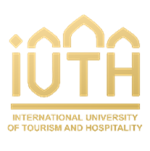 IUTH
INTERNATIONAL UNIVERSITY
OF TOURISM AND HOSPITALITY